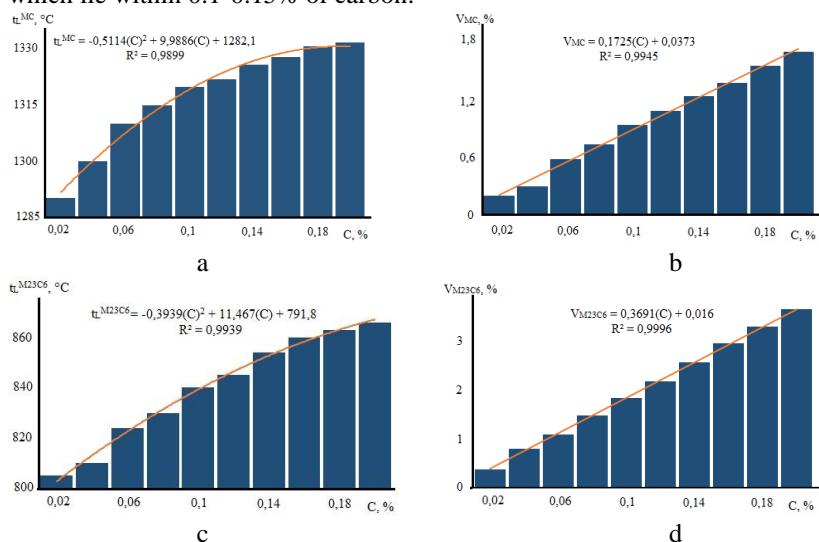 which lie within 0.1-0.15% of carbon.
tL^MC, °C
tL^MC = -0,5114(C)² + 9,9886(C) + 1282,1
R² = 0,9899
1330
1315
1300
1285
0,02 0,06 0,1 0,14 0,18 C, %
a
VMC, %
VMC = 0,1725(C) + 0,0373
R² = 0,9945
1,8
1,2
0,6
0
0,02 0,06 0,1 0,14 0,18 C, %
b
tL^M23C6, °C
tL^M23C6= -0,3939(C)² + 11,467(C) + 791,8
R² = 0,9939
860
840
820
800
0,02 0,06 0,1 0,14 0,18 C, %
c
VM23C6, %
VM23C6 = 0,3691(C) + 0,016
R² = 0,9996
3
2
1
0
0,02 0,06 0,1 0,14 0,18 C, %
d